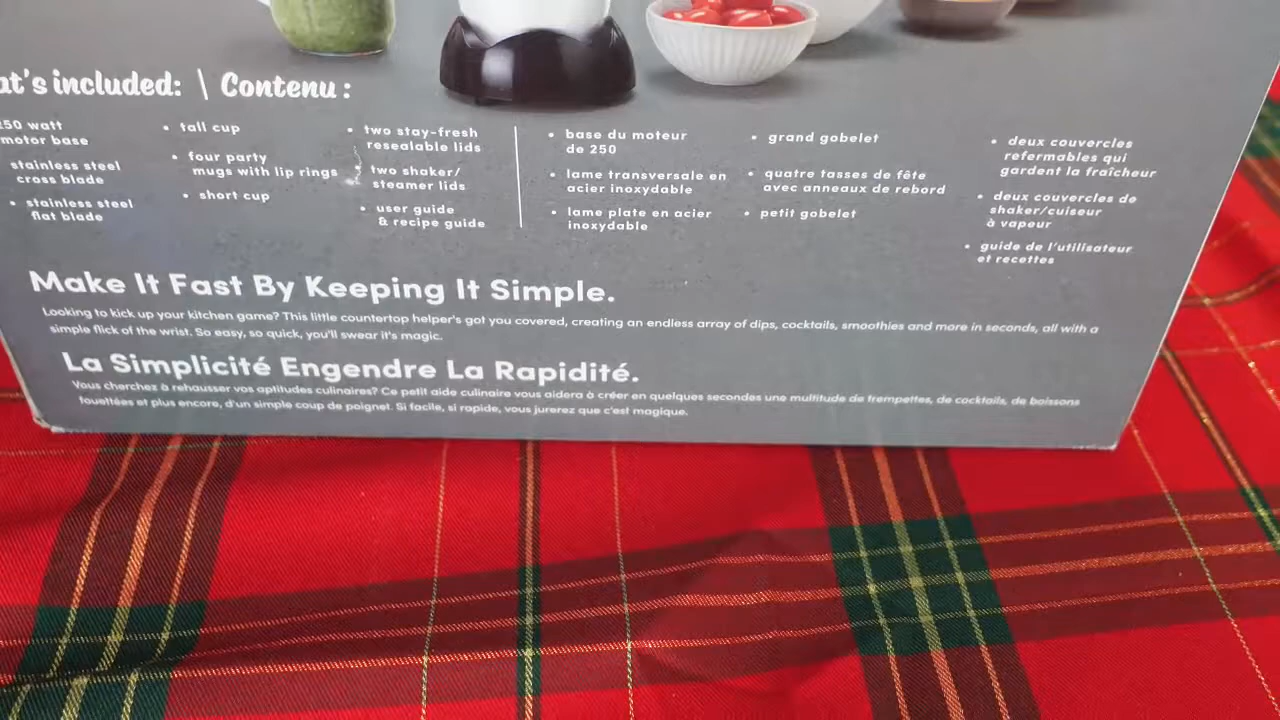 at's included: \ Contenu :
250 watt
motor base
stainless steel
cross blade
• stainless steel
flat blade
• tall cup
• four party
mugs with lip rings
• short cup
• two stay-fresh
resealable lids
two shaker/
steamer lids
• user guide
& recipe guide
• base du moteur
de 250
• lame transversale en
acier inoxydable
• lame plate en acier
inoxydable
• grand gobelet
• quatre tasses de fête
avec anneaux de rebord
• petit gobelet
• deux couvercles
refermables qui
gardent la fraîcheur
• deux couvercles de
shaker/cuiseur
à vapeur
• guide de l'utilisateur
et recettes
Make It Fast By Keeping It Simple.
Looking to kick up your kitchen game? This little countertop helper's got you covered, creating an endless array of dips, cocktails, smoothies and more in seconds, all with a
simple flick of the wrist. So easy, so quick, you'll swear it's magic.
La Simplicité Engendre La Rapidité.
Vous cherchez à rehausser vos aptitudes culinaires? Ce petit aide culinaire vous aidera à créer en quelques secondes une multitude de trempettes, de cocktails, de boissons
fouettées et plus encore, d'un simple coup de poignet. Si facile, si rapide, vous jurerez que c'est magique.